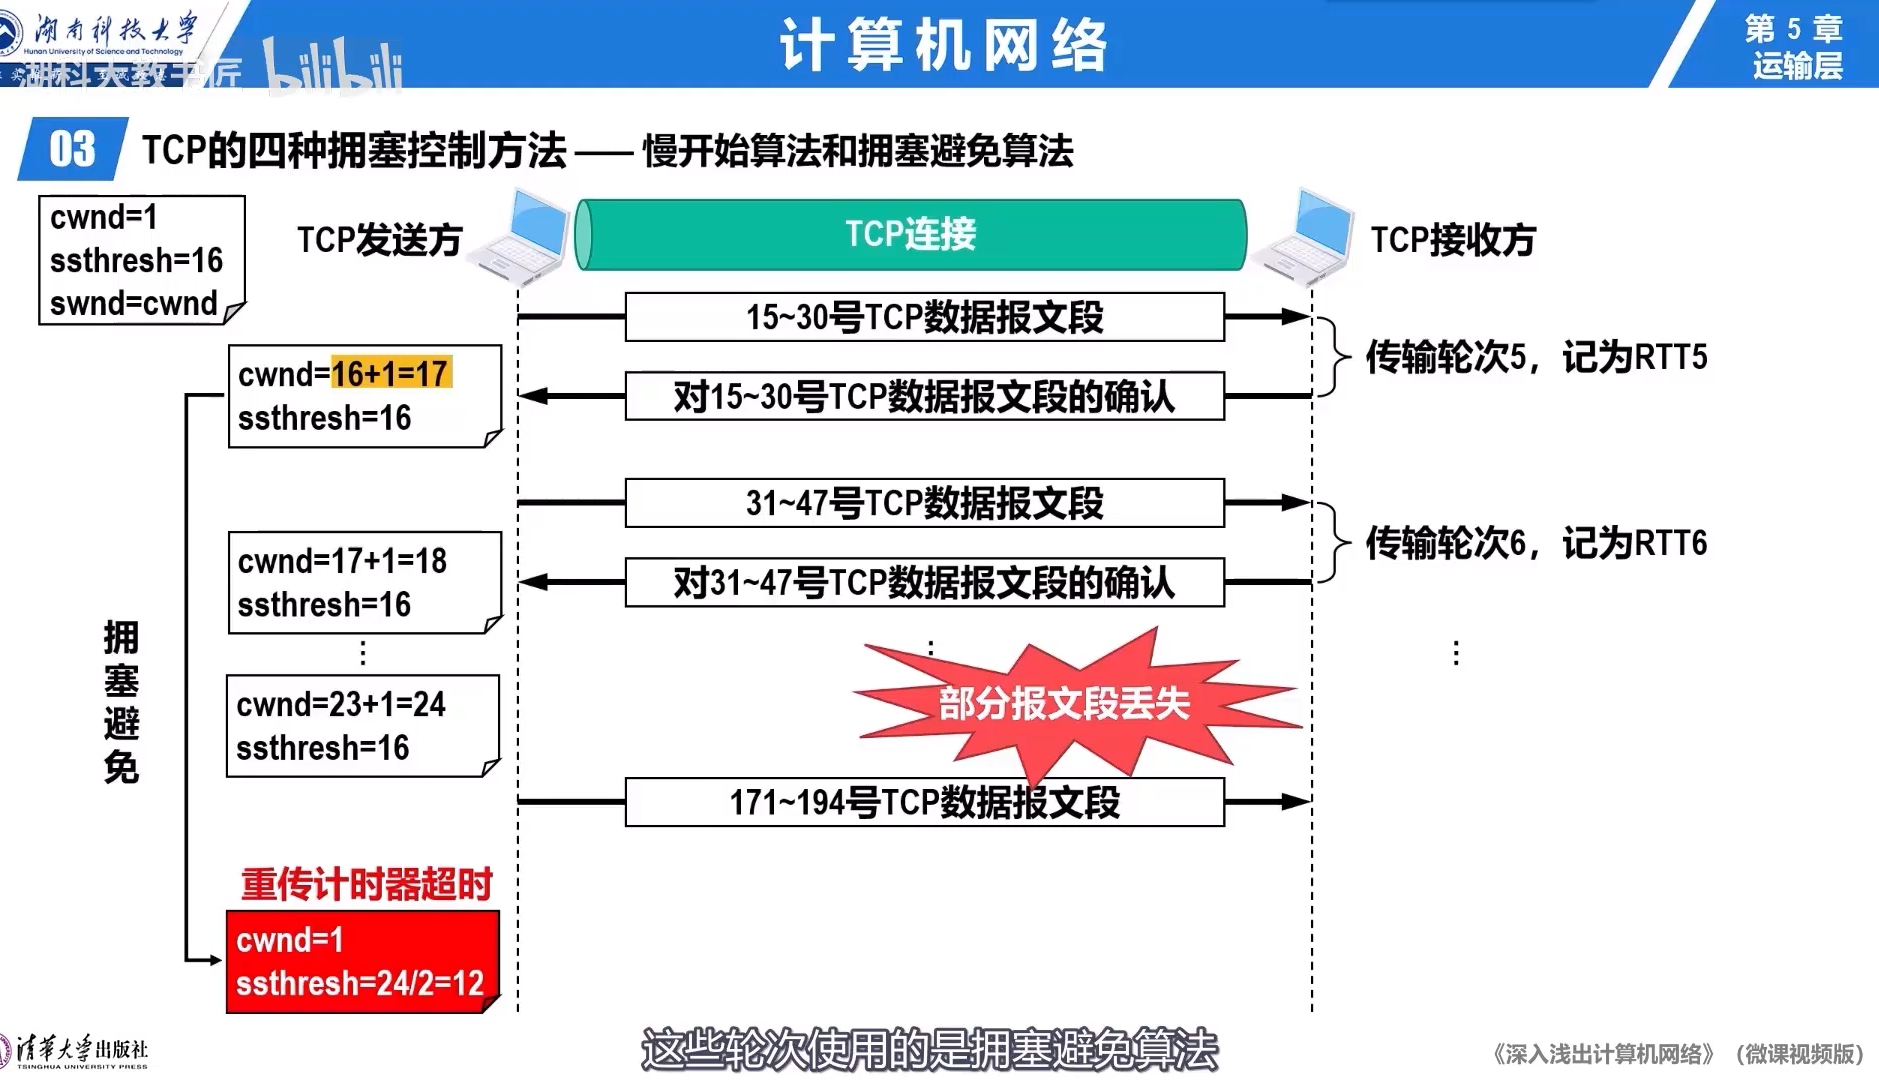 湖南科技大学
Hunan University of Science and Technology
湖科大教书匠 bilibili
计算机网络
第 5 章
运输层
03 TCP的四种拥塞控制方法 —— 慢开始算法和拥塞避免算法
cwnd=1
ssthresh=16
swnd=cwnd
TCP发送方
TCP连接
TCP接收方
15~30号TCP数据报文段
传输轮次5，记为RTT5
cwnd=16+1=17
ssthresh=16
对15~30号TCP数据报文段的确认
31~47号TCP数据报文段
传输轮次6，记为RTT6
cwnd=17+1=18
ssthresh=16
对31~47号TCP数据报文段的确认
⋮ ⋮ ⋮
拥塞避免
cwnd=23+1=24
ssthresh=16
部分报文段丢失
171~194号TCP数据报文段
重传计时器超时
cwnd=1
ssthresh=24/2=12
这些轮次使用的是拥塞避免算法
清华大学出版社
TSINGHUA UNIVERSITY PRESS
《深入浅出计算机网络》（微课视频版）